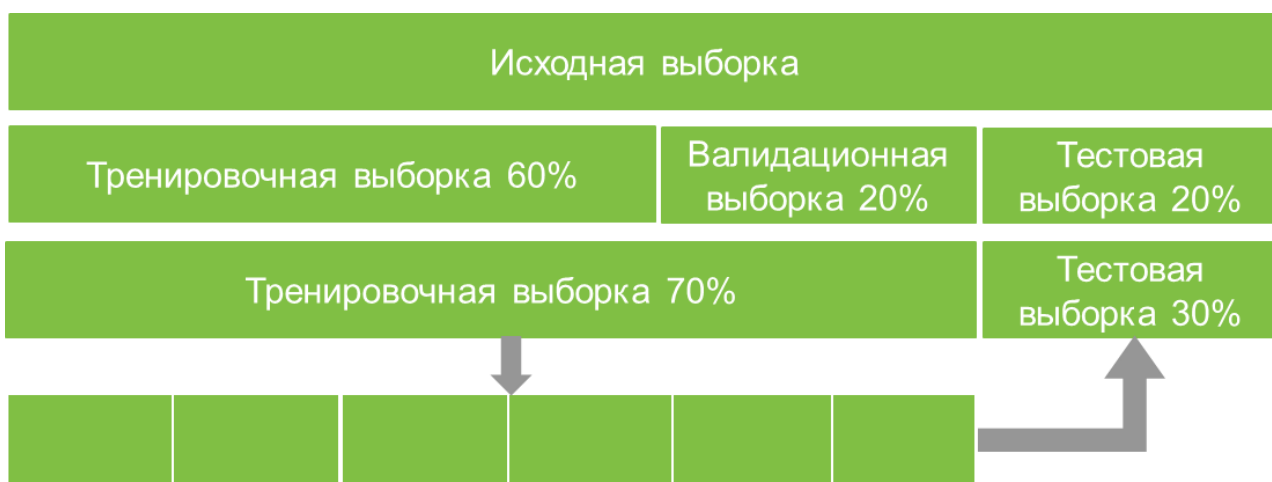 Исходная выборка
Тренировочная выборка 60%
Валидационная
выборка 20%
Тестовая
выборка 20%
Тренировочная выборка 70%
Тестовая
выборка 30%